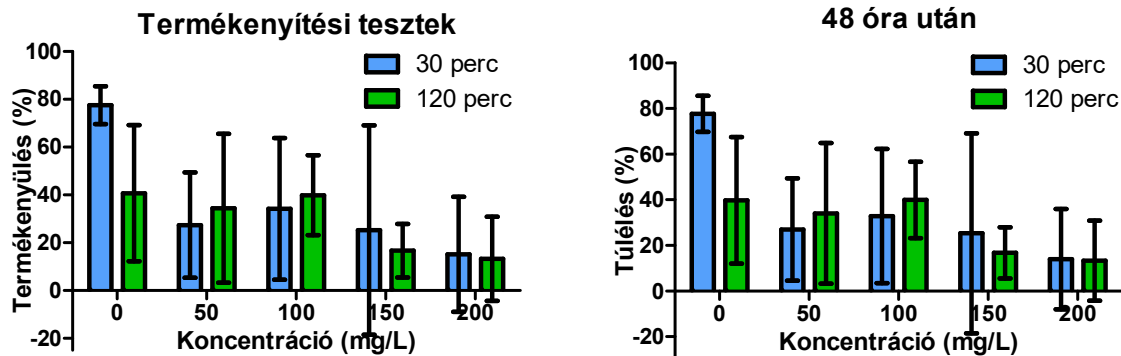 Termékenyítési tesztek
30 perc
120 perc
Termékenyülés (%)
100
80
60
40
20
0
-20
0
50
100
150
200
Koncentráció (mg/L)
48 óra után
30 perc
120 perc
Túlélés (%)
100
80
60
40
20
0
-20
0
50
100
150
200
Koncentráció (mg/L)